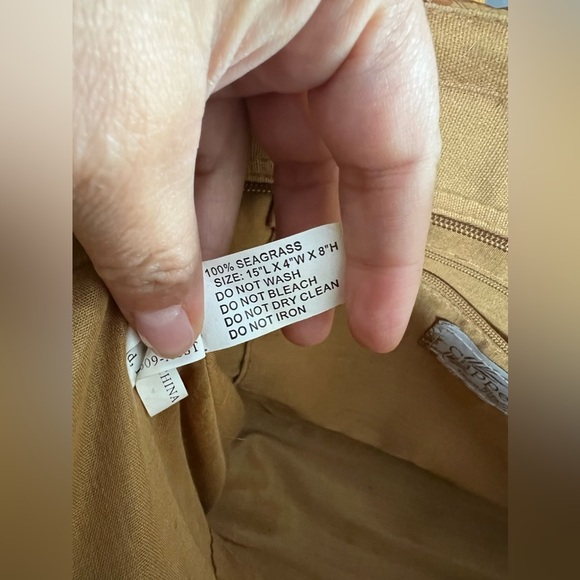 100% SEAGRASS
SIZE: 15"L X 4"W X 8"H
DO NOT WASH
DO NOT BLEACH
DO NOT DRY CLEAN
DO NOT IRON